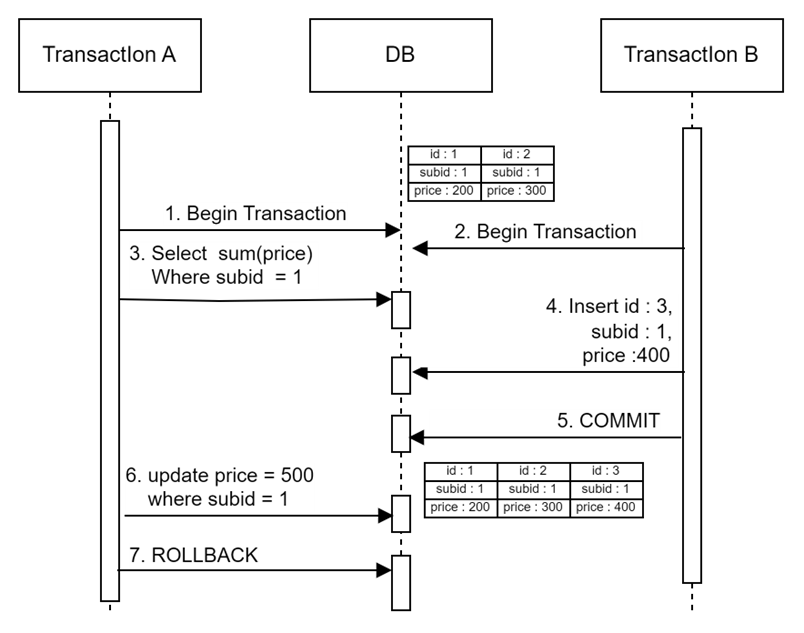 TransactIon A
DB
TransactIon B
id : 1
id : 2
subid : 1
subid : 1
price : 200
price : 300
1. Begin Transaction
2. Begin Transaction
3. Select  sum(price)
Where subid  = 1
4. Insert id : 3,
subid : 1,
price :400
5. COMMIT
6. update price = 500
where subid = 1
id : 1
id : 2
id : 3
subid : 1
subid : 1
subid : 1
price : 200
price : 300
price : 400
7. ROLLBACK